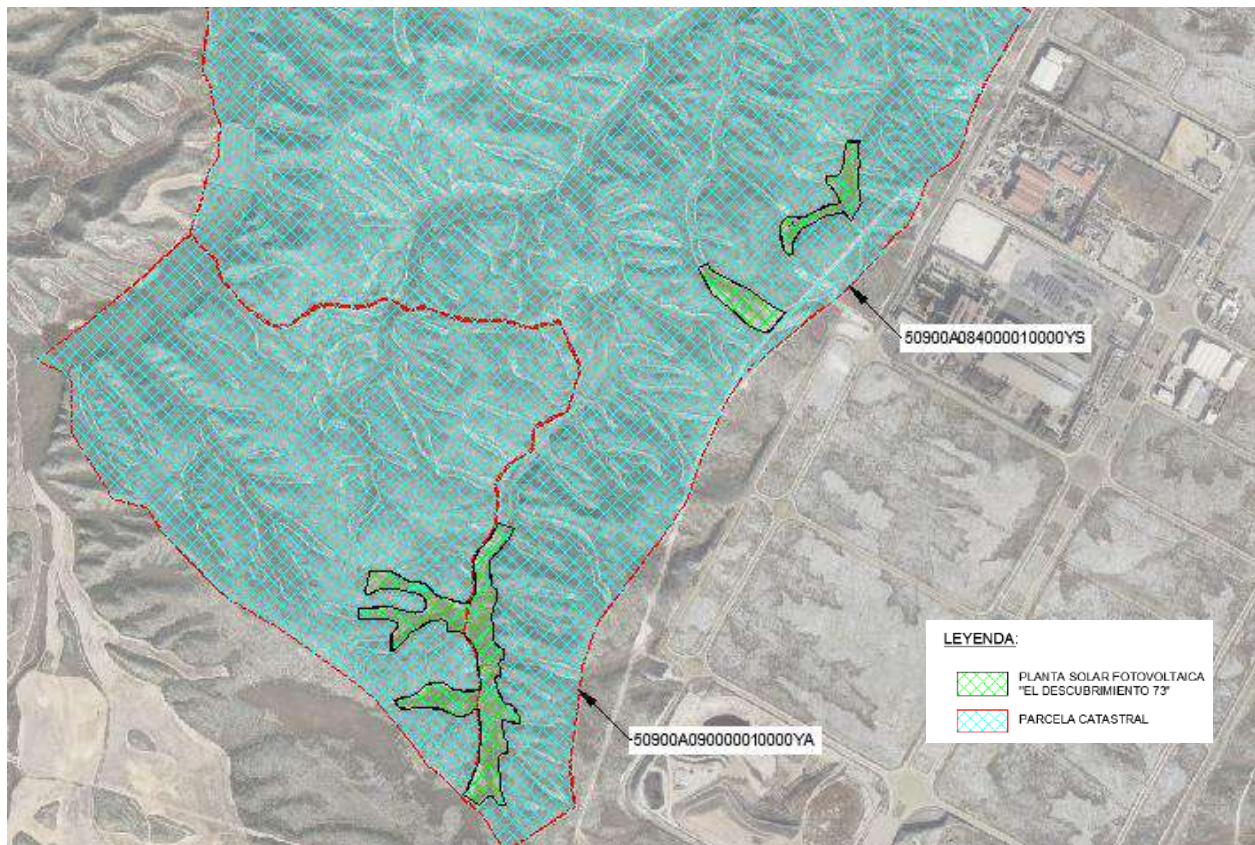 50900A084000010000YS
LEYENDA:
PLANTA SOLAR FOTOVOLTAICA
"EL DESCUBRIMIENTO 73"
PARCELA CATASTRAL
50900A090000010000YA